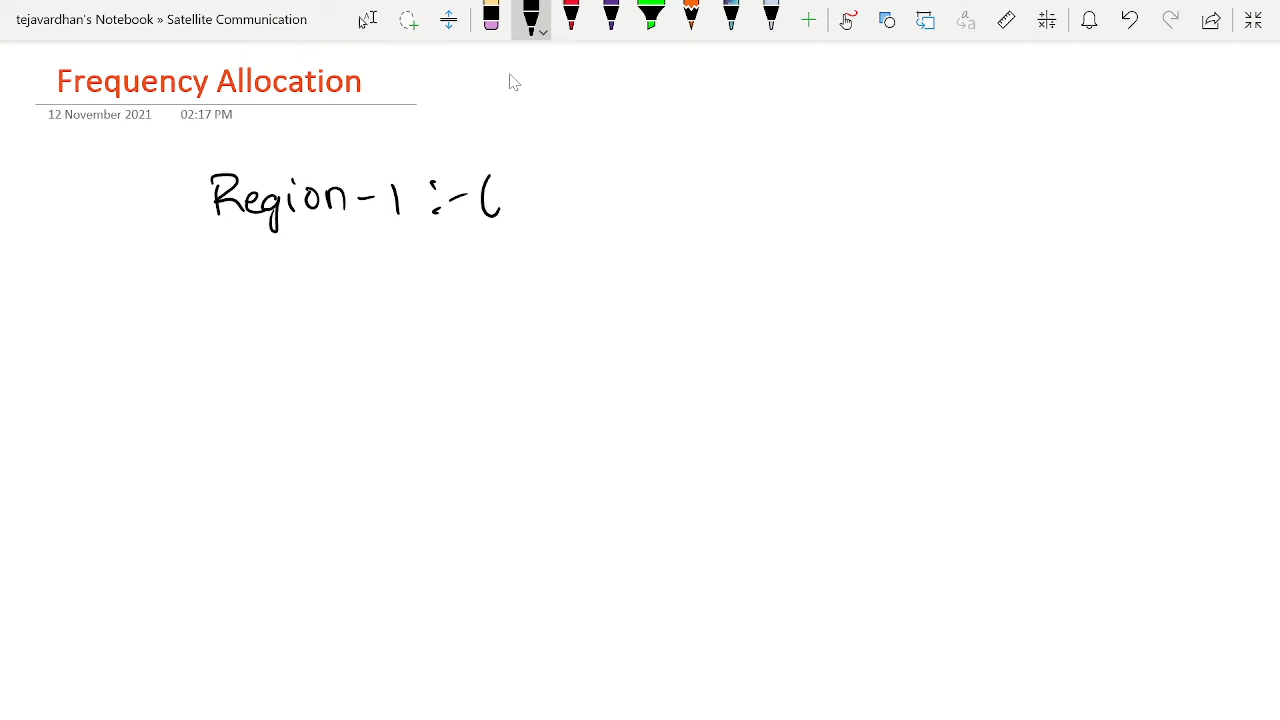 tejavardhan's Notebook » Satellite Communication
Frequency Allocation
12 November 2021 02:17 PM
Region - 1 :- (